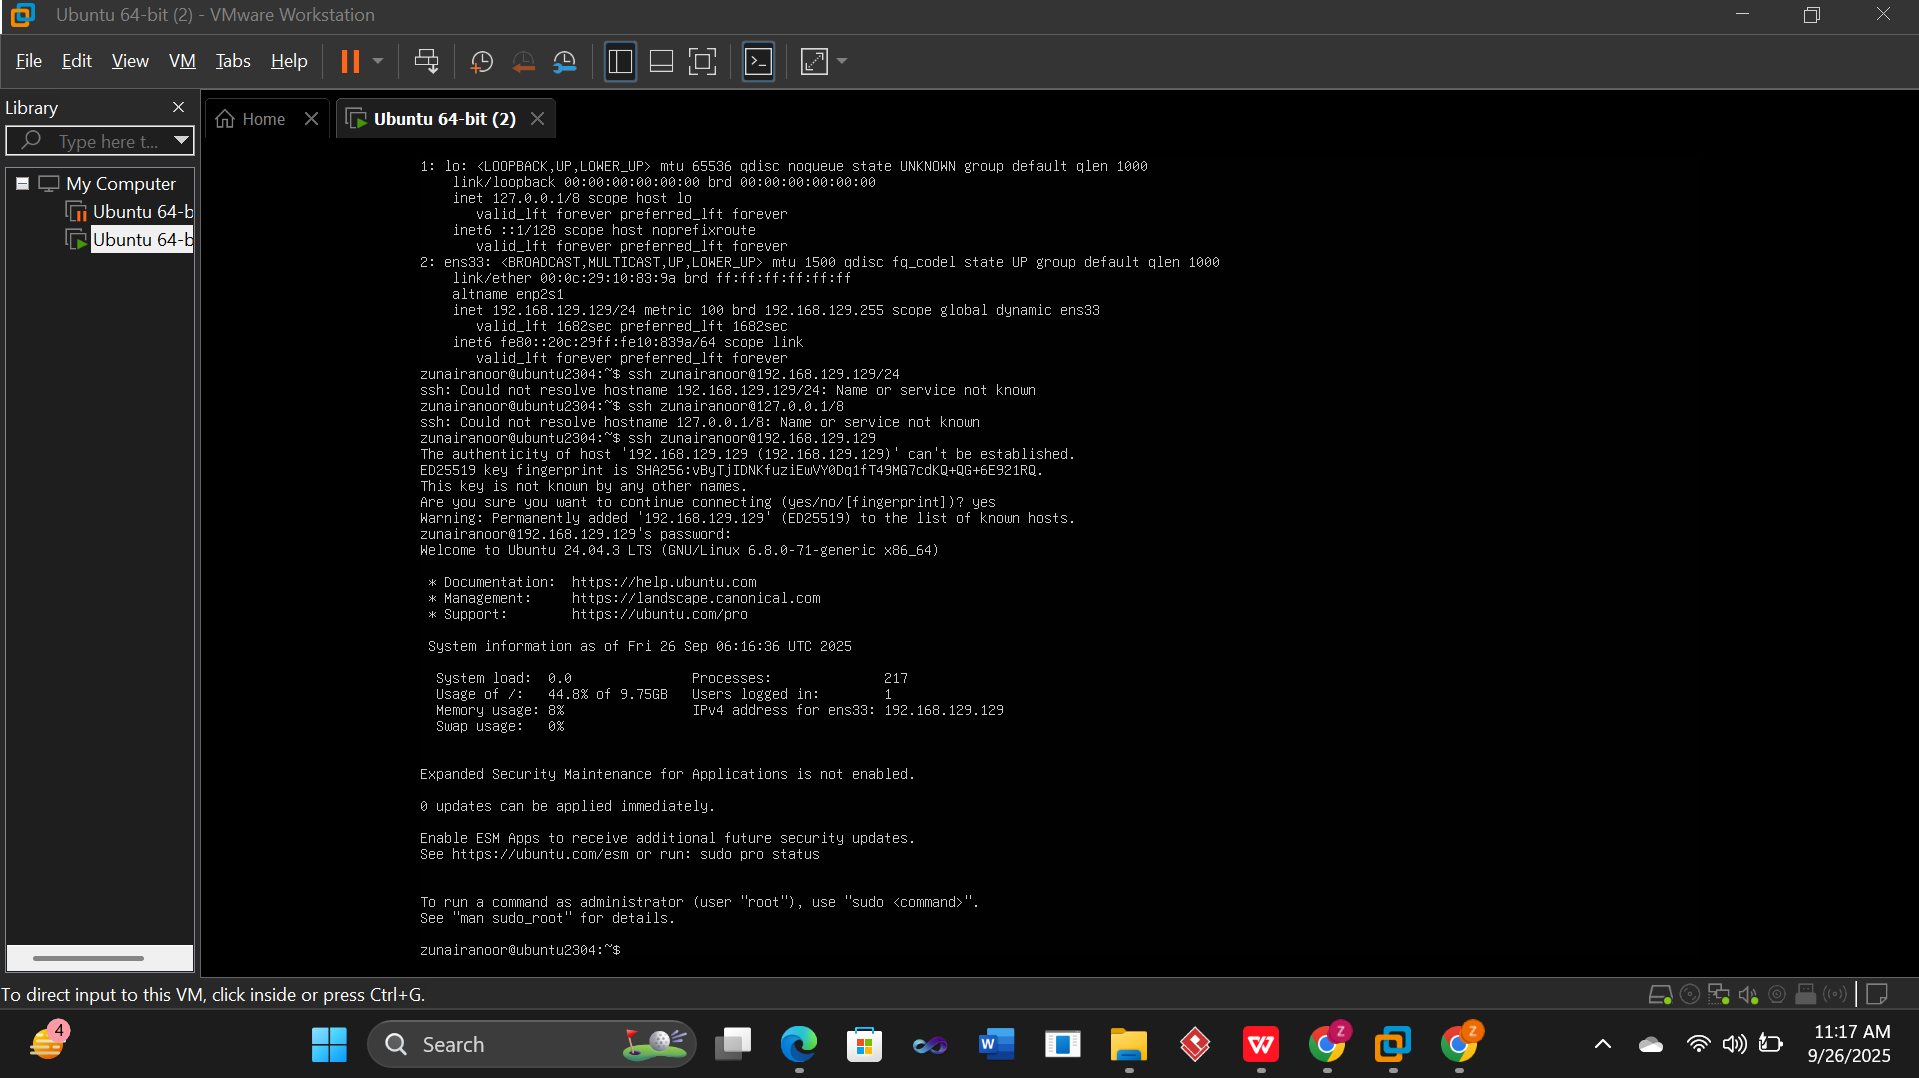 Ubuntu 64-bit (2) - VMware Workstation
File Edit View VM Tabs Help
Library
Type here t...
My Computer
Ubuntu 64-b
Ubuntu 64-b
Home
Ubuntu 64-bit (2)
1: lo: <LOOPBACK,UP,LOWER_UP> mtu 65536 qdisc noqueue state UNKNOWN group default qlen 1000
link/loopback 00:00:00:00:00:00 brd 00:00:00:00:00:00
inet 127.0.0.1/8 scope host lo
valid_lft forever preferred_lft forever
inet6 ::1/128 scope host noprefixroute
valid_lft forever preferred_lft forever
2: ens33: <BROADCAST,MULTICAST,UP,LOWER_UP> mtu 1500 qdisc fq_codel state UP group default qlen 1000
link/ether 00:0c:29:10:83:9a brd ff:ff:ff:ff:ff:ff
altname enp2s1
inet 192.168.129.129/24 metric 100 brd 192.168.129.255 scope global dynamic ens33
valid_lft 1682sec preferred_lft 1682sec
inet6 fe80::20c:29ff:fe10:839a/64 scope link
valid_lft forever preferred_lft forever
zunairanoor@ubuntu2304:~$ ssh zunairanoor@192.168.129.129/24
ssh: Could not resolve hostname 192.168.129.129/24: Name or service not known
zunairanoor@ubuntu2304:~$ ssh zunairanoor@127.0.0.1/8
ssh: Could not resolve hostname 127.0.0.1/8: Name or service not known
zunairanoor@ubuntu2304:~$ ssh zunairanoor@192.168.129.129
The authenticity of host '192.168.129.129 (192.168.129.129)' can't be established.
ED25519 key fingerprint is SHA256:vByTjIDNKfuziEwVY0Dq1fT49MG7cdKQ+QG+6E921RQ.
This key is not known by any other names.
Are you sure you want to continue connecting (yes/no/[fingerprint])? yes
Warning: Permanently added '192.168.129.129' (ED25519) to the list of known hosts.
zunairanoor@192.168.129.129's password:
Welcome to Ubuntu 24.04.3 LTS (GNU/Linux 6.8.0-71-generic x86_64)
* Documentation: https://help.ubuntu.com
* Management: https://landscape.canonical.com
* Support: https://ubuntu.com/pro
System information as of Fri 26 Sep 06:16:36 UTC 2025
System load: 0.0 Processes: 217
Usage of /: 44.8% of 9.75GB Users logged in: 1
Memory usage: 8% IPv4 address for ens33: 192.168.129.129
Swap usage: 0%
Expanded Security Maintenance for Applications is not enabled.
0 updates can be applied immediately.
Enable ESM Apps to receive additional future security updates.
See https://ubuntu.com/esm or run: sudo pro status
To run a command as administrator (user "root"), use "sudo <command>".
See "man sudo_root" for details.
zunairanoor@ubuntu2304:~$
To direct input to this VM, click inside or press Ctrl+G.
4
Search
W
W
Z
Z
11:17 AM
9/26/2025